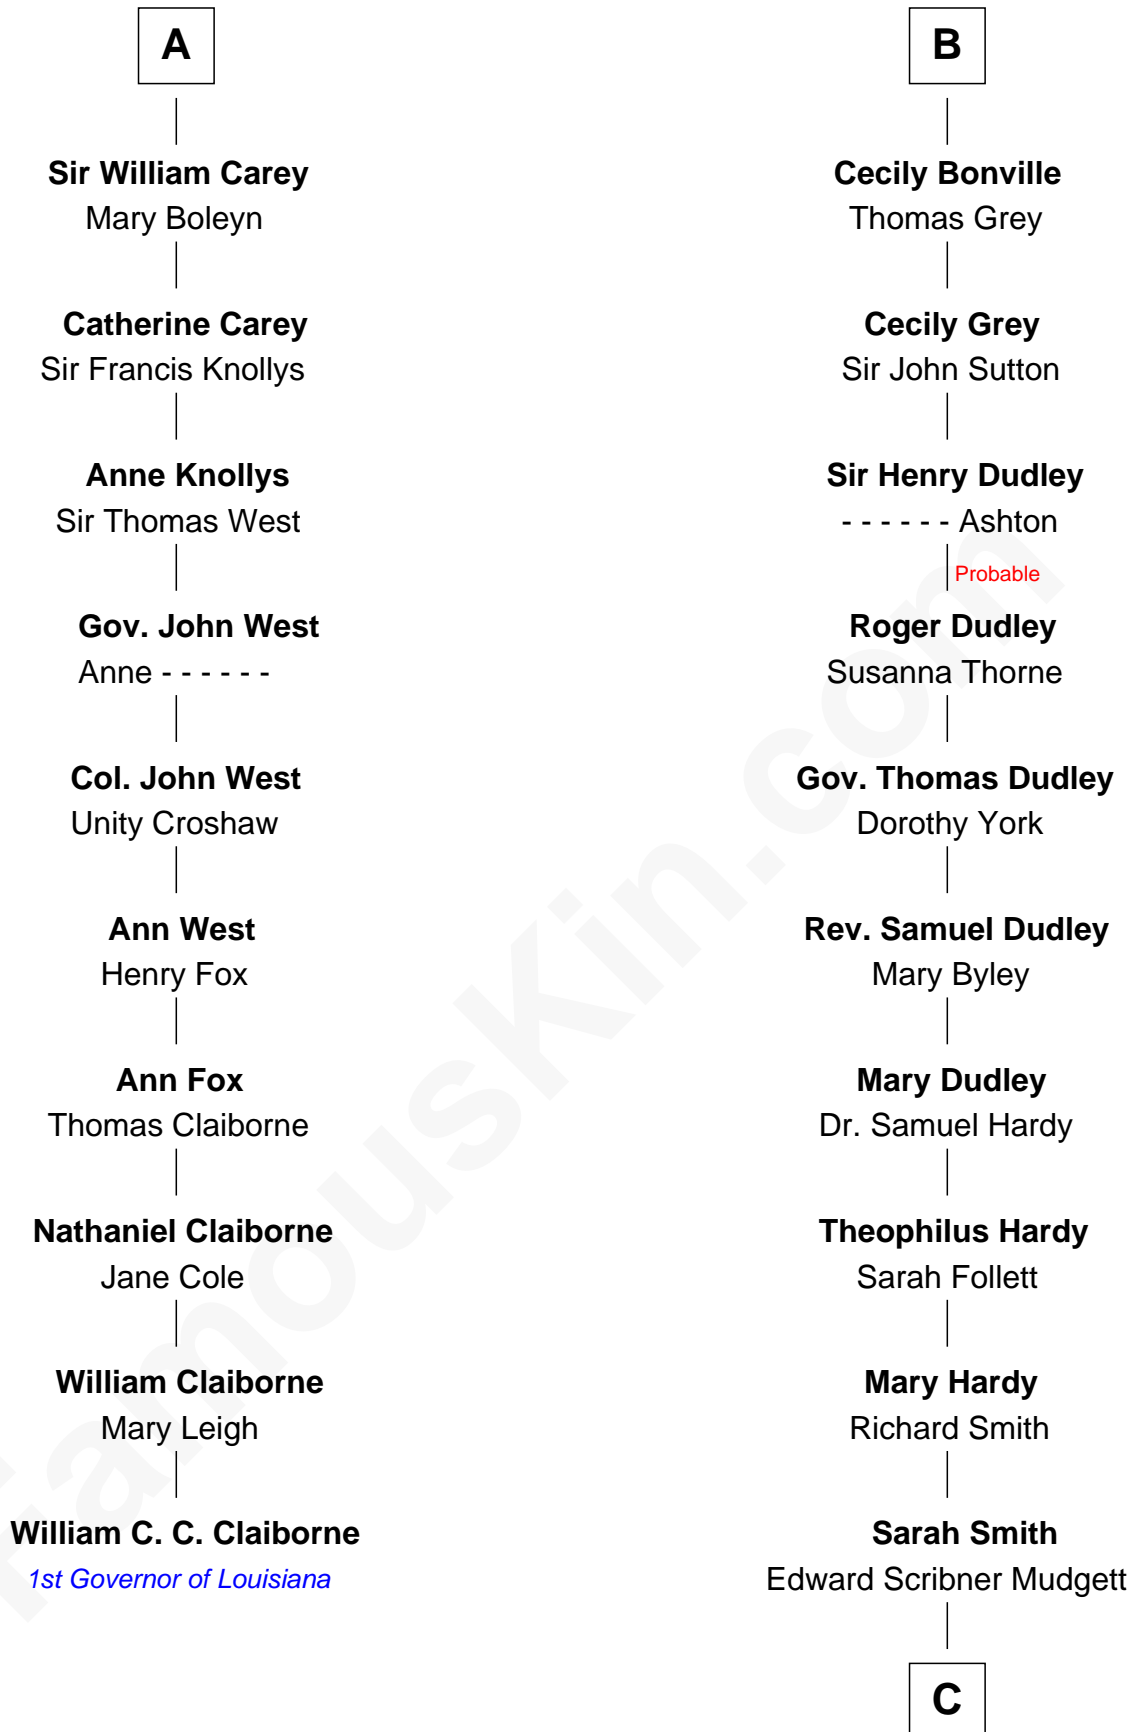 A
Sir William Carey
Mary Boleyn
Catherine Carey
Sir Francis Knollys
Anne Knollys
Sir Thomas West
Gov. John West
Anne - - - - - -
Col. John West
Unity Croshaw
Ann West
Henry Fox
Ann Fox
Thomas Claiborne
Nathaniel Claiborne
Jane Cole
William Claiborne
Mary Leigh
William C. C. Claiborne
1st Governor of Louisiana
B
Cecily Bonville
Thomas Grey
Cecily Grey
Sir John Sutton
Sir Henry Dudley
- - - - - - Ashton
Probable
Roger Dudley
Susanna Thorne
Gov. Thomas Dudley
Dorothy York
Rev. Samuel Dudley
Mary Byley
Mary Dudley
Dr. Samuel Hardy
Theophilus Hardy
Sarah Follett
Mary Hardy
Richard Smith
Sarah Smith
Edward Scribner Mudgett
C
FamousKin.com